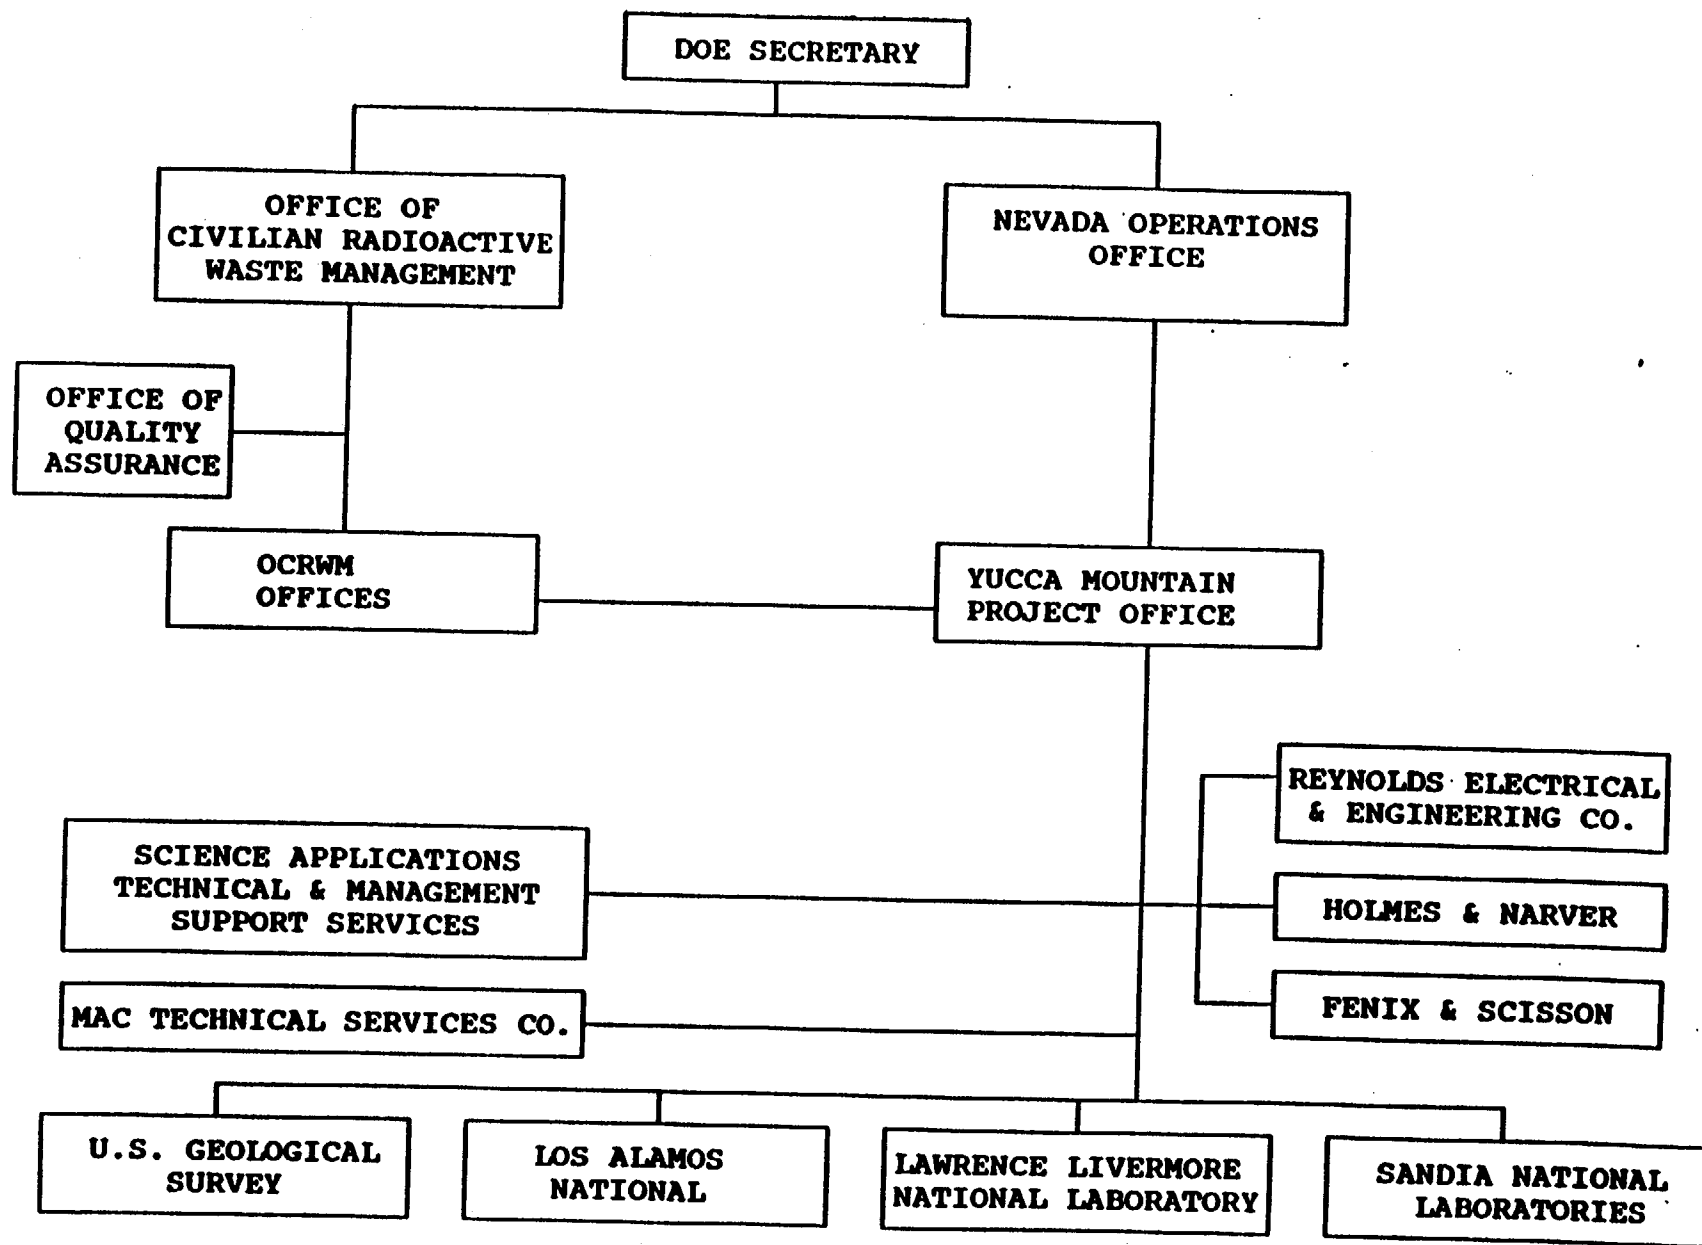 DOE SECRETARY
OFFICE OF
CIVILIAN RADIOACTIVE
WASTE MANAGEMENT
NEVADA OPERATIONS
OFFICE
OFFICE OF
QUALITY
ASSURANCE
OCRWM
OFFICES
YUCCA MOUNTAIN
PROJECT OFFICE
REYNOLDS ELECTRICAL
& ENGINEERING CO.
SCIENCE APPLICATIONS
TECHNICAL & MANAGEMENT
SUPPORT SERVICES
HOLMES & NARVER
MAC TECHNICAL SERVICES CO.
FENIX & SCISSON
U.S. GEOLOGICAL
SURVEY
LOS ALAMOS
NATIONAL
LAWRENCE LIVERMORE
NATIONAL LABORATORY
SANDIA NATIONAL
LABORATORIES